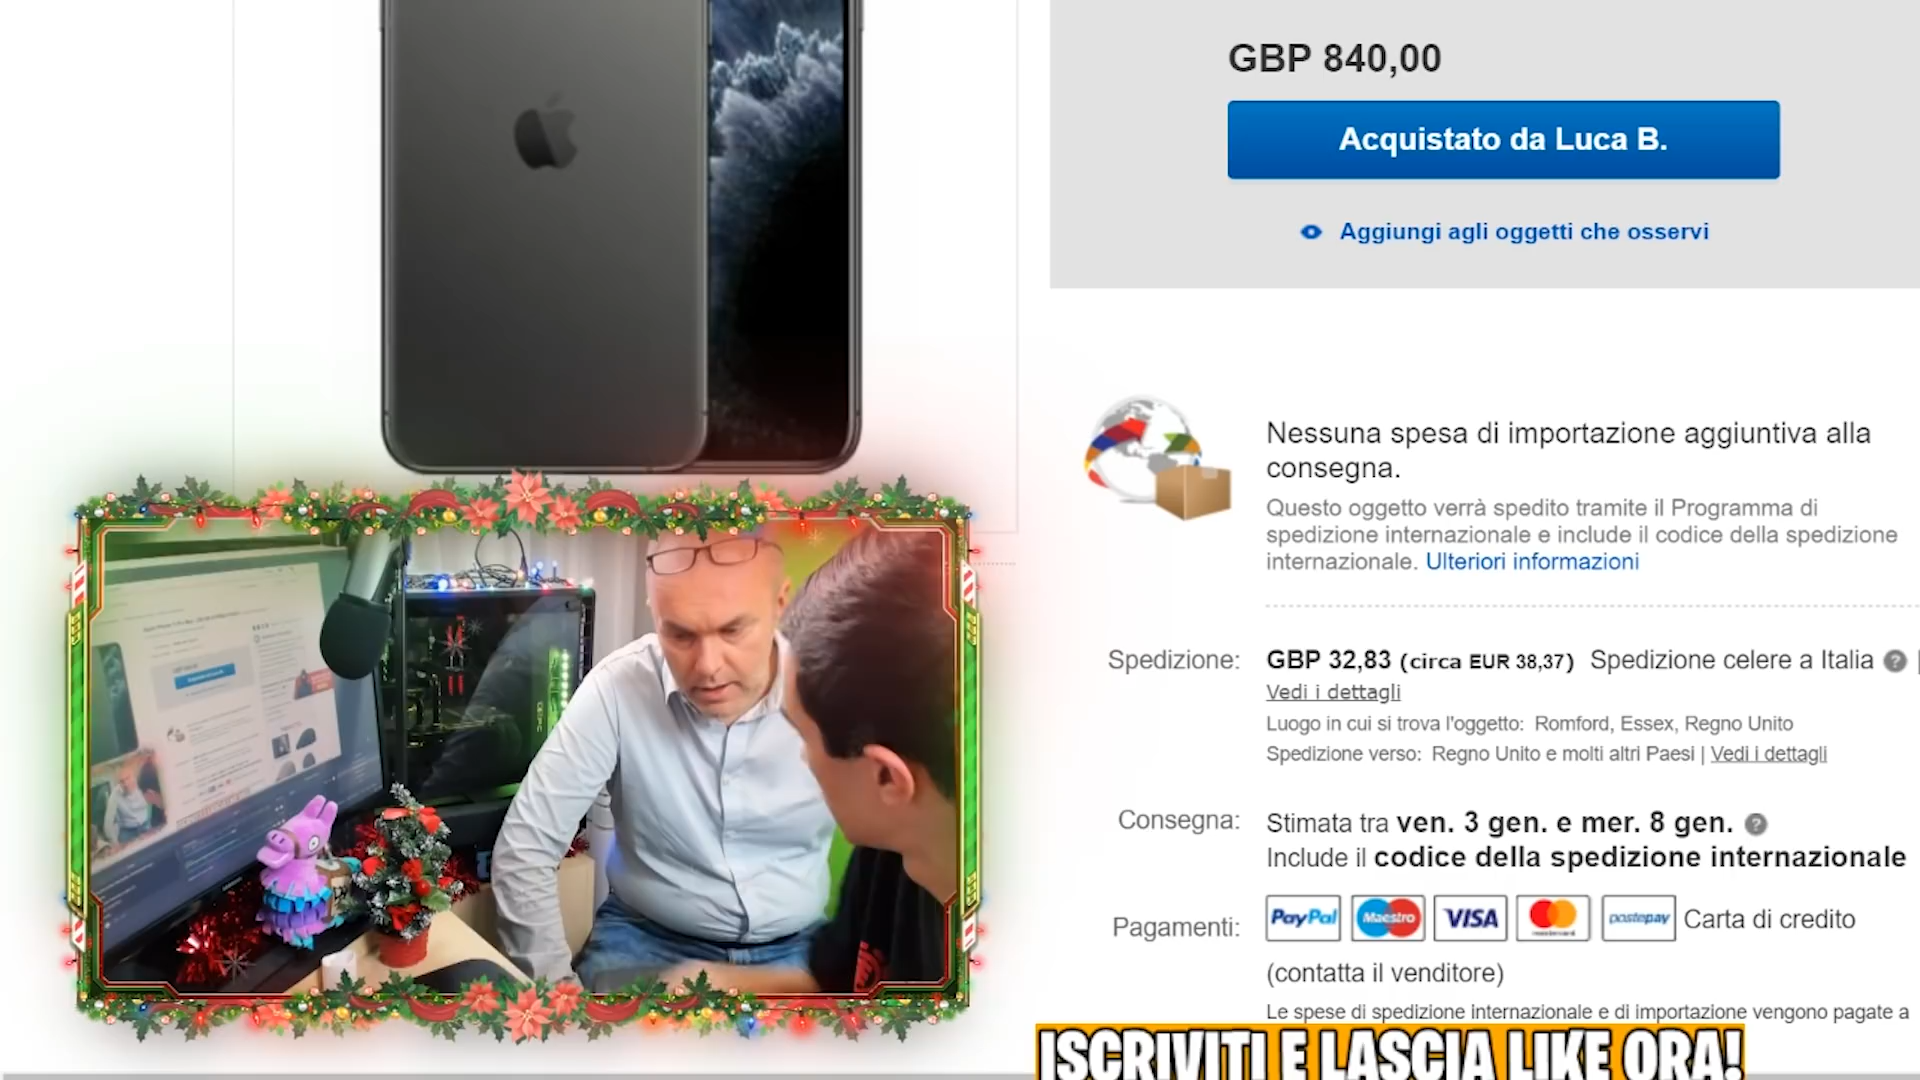 GBP 840,00
Acquistato da Luca B.
Aggiungi agli oggetti che osservi
Nessuna spesa di importazione aggiuntiva alla
consegna.
Questo oggetto verrà spedito tramite il Programma di
spedizione internazionale e include il codice della spedizione
internazionale. Ulteriori informazioni
Spedizione: GBP 32,83 (circa EUR 38,37) Spedizione celere a Italia ? |
Vedi i dettagli
Luogo in cui si trova l'oggetto: Romford, Essex, Regno Unito
Spedizione verso: Regno Unito e molti altri Paesi | Vedi i dettagli
Consegna: Stimata tra ven. 3 gen. e mer. 8 gen. ?
Include il codice della spedizione internazionale
Pagamenti: PayPal Maestro VISA mastercard postepay Carta di credito
(contatta il venditore)
Le spese di spedizione internazionale e di importazione vengono pagate a
ISCRIVITI E LASCIA LIKE ORA!